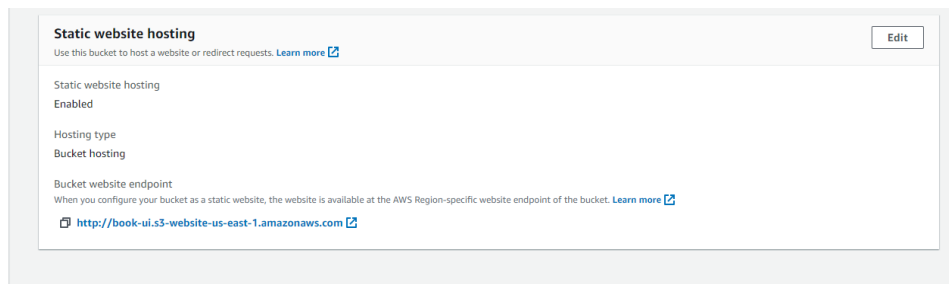 Static website hosting
Edit
Use this bucket to host a website or redirect requests. Learn more
Static website hosting
Enabled
Hosting type
Bucket hosting
Bucket website endpoint
When you configure your bucket as a static website, the website is available at the AWS Region-specific website endpoint of the bucket. Learn more
http://book-ui.s3-website-us-east-1.amazonaws.com